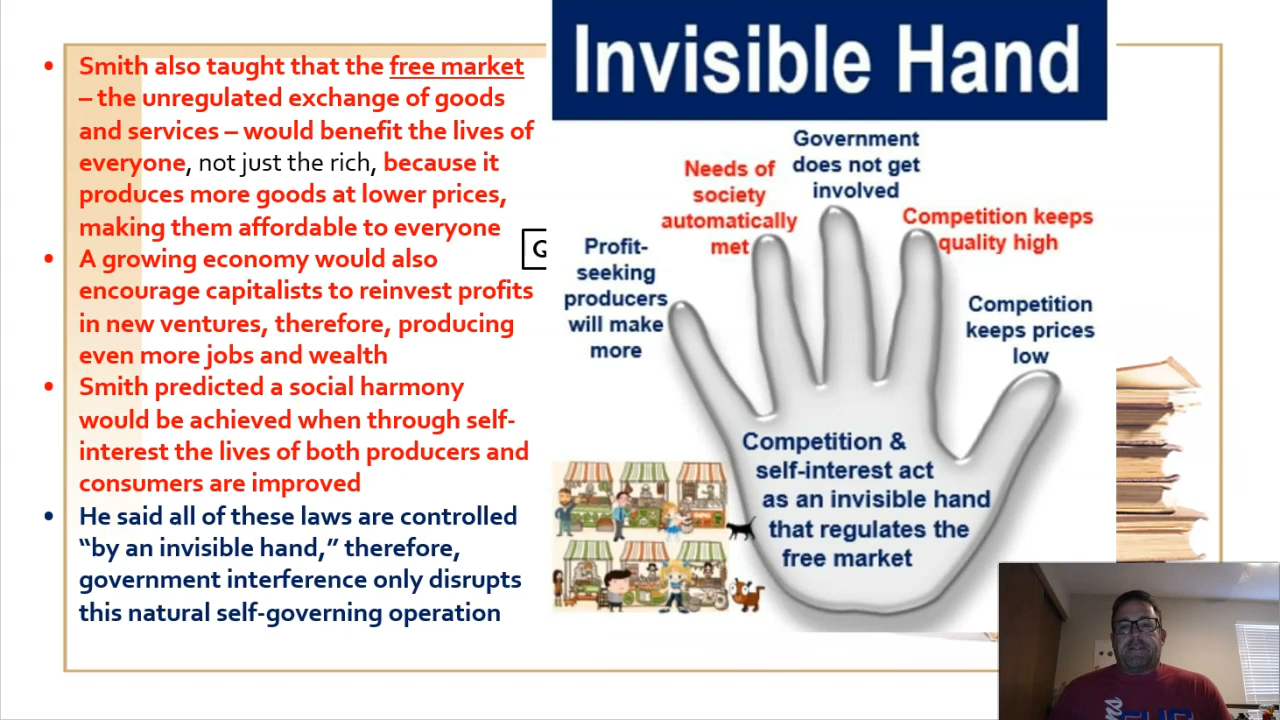 Smith also taught that the free market
– the unregulated exchange of goods
and services – would benefit the lives of
everyone, not just the rich, because it
produces more goods at lower prices,
making them affordable to everyone
A growing economy would also
encourage capitalists to reinvest profits
in new ventures, therefore, producing
even more jobs and wealth
Smith predicted a social harmony
would be achieved when through self-
interest the lives of both producers and
consumers are improved
He said all of these laws are controlled
“by an invisible hand,” therefore,
government interference only disrupts
this natural self-governing operation
G
Invisible Hand
Profit-
seeking
producers
will make
more
Needs of
society
automatically
met
Government
does not get
involved
Competition keeps
quality high
Competition
keeps prices
low
Competition &
self-interest act
as an invisible hand
that regulates the
free market